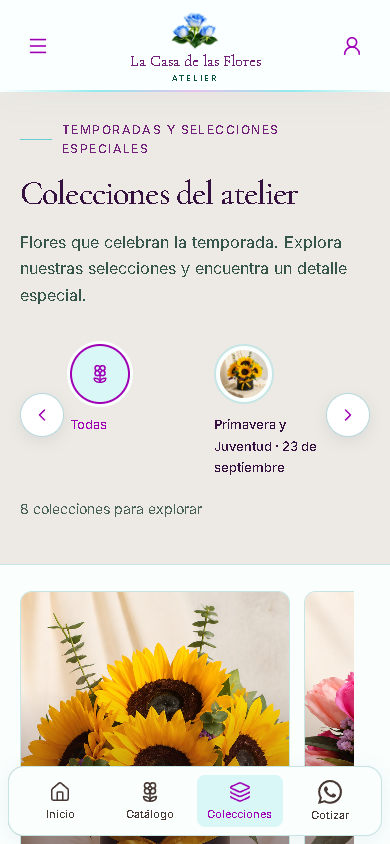 La Casa de las Flores
ATELIER
TEMPORADAS Y SELECCIONES
ESPECIALES
Colecciones del atelier
Flores que celebran la temporada. Explora
nuestras selecciones y encuentra un detalle
especial.
Todas
Primavera y
Juventud · 23 de
septiembre
8 colecciones para explorar
Inicio
Catálogo
Colecciones
Cotizar